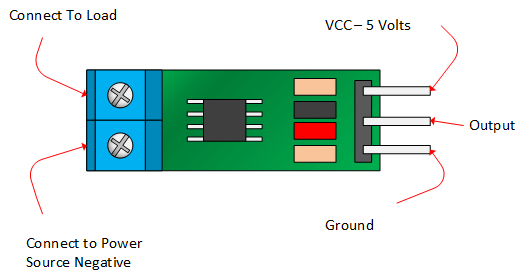 Connect To Load
VCC – 5 Volts
Output
Ground
Connect to Power
Source Negative